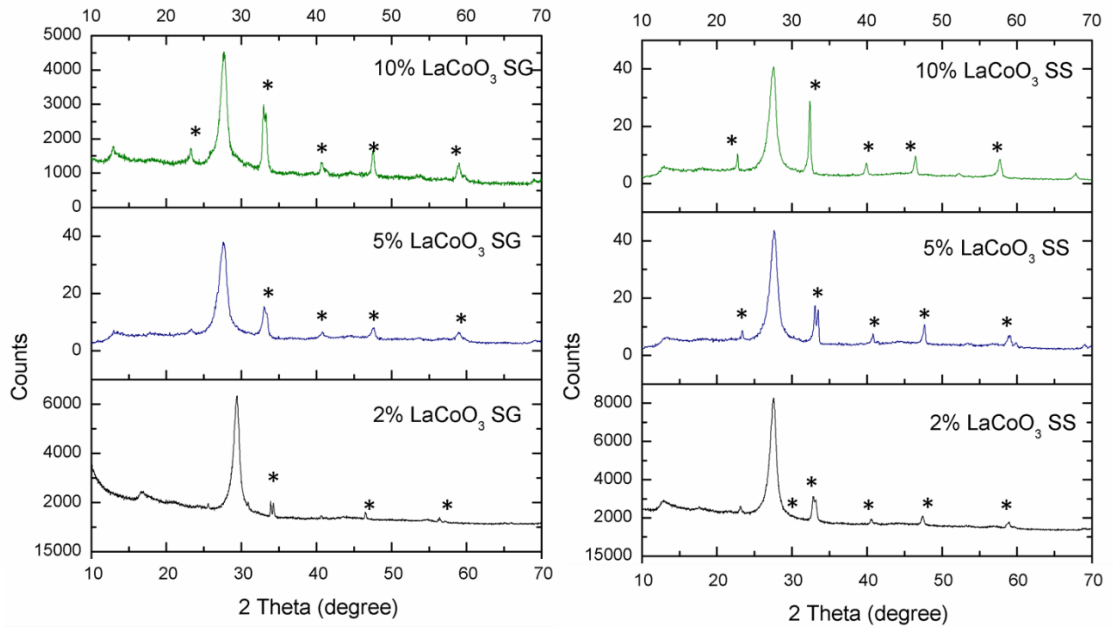 10 20 30 40 50 60 70
5000
10% LaCoO3 SG
4000
3000
2000
1000
0
* * * * *
40
5% LaCoO3 SG
20
0
* * * *
6000
2% LaCoO3 SG
4000
2000
15000
* * *
10 20 30 40 50 60 70
Counts
2 Theta (degree)
10 20 30 40 50 60 70
40
10% LaCoO3 SS
20
0
* * * * *
40
5% LaCoO3 SS
20
0
* * * * *
8000
2% LaCoO3 SS
6000
4000
2000
15000
* * * * *
10 20 30 40 50 60 70
Counts
2 Theta (degree)